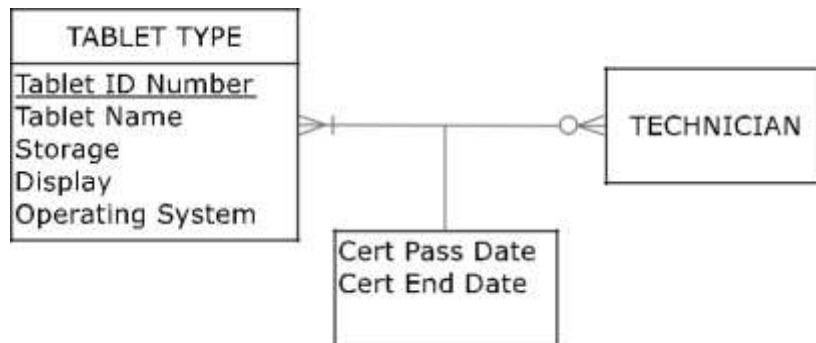 TABLET TYPE
Tablet ID Number
Tablet Name
Storage
Display
Operating System
TECHNICIAN
Cert Pass Date
Cert End Date